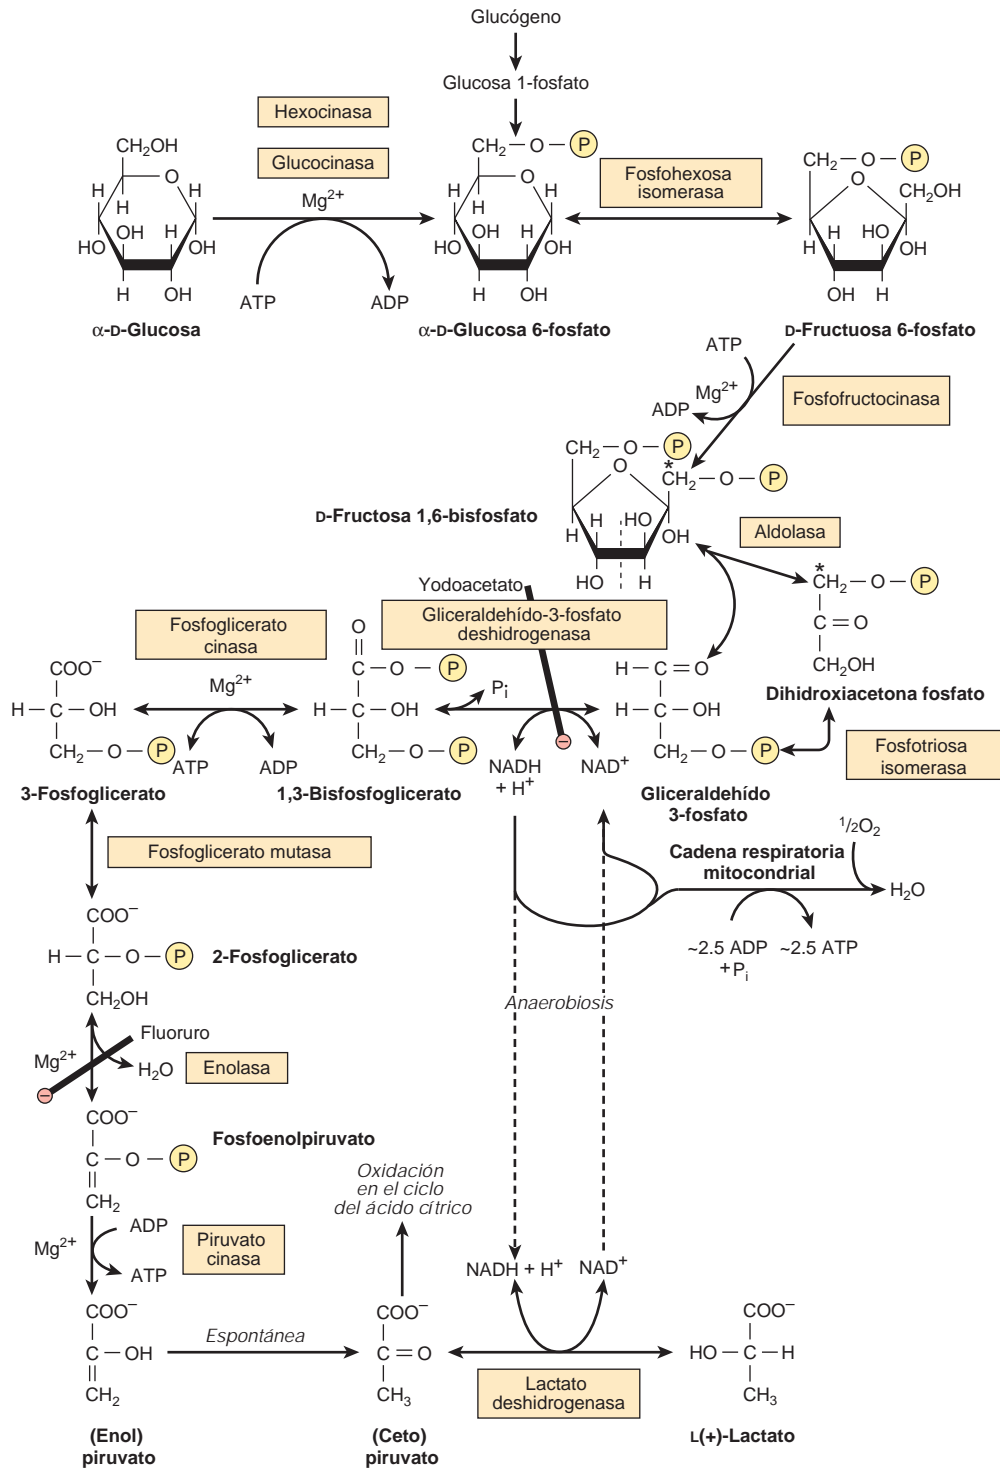 Glucógeno
Glucosa 1-fosfato
Hexocinasa
Glucocinasa
Mg2+
ATP
ADP
CH2OH
O
H
H
H
H
H
OH
HO
OH
H
OH
α-D-Glucosa
CH2 — O — P
O
H
H
H
H
H
OH
HO
OH
H
OH
α-D-Glucosa 6-fosfato
Fosfohexosa
isomerasa
CH2 — O — P
O
CH2OH
H
HO
H
OH
OH
H
D-Fructuosa 6-fosfato
ATP
Mg2+
ADP
Fosfofructocinasa
CH2 — O — P
O
*
CH2 — O — P
H
HO
OH
HO
H
D-Fructosa 1,6-bisfosfato
Aldolasa
*
CH2 — O — P
C = O
CH2OH
Dihidroxiacetona fosfato
Fosfotriosa
isomerasa
Yodoacetato
Gliceraldehído-3-fosfato
deshidrogenasa
H — C = O
H — C — OH
CH2 — O — P
Gliceraldehído
3-fosfato
Pi
−
NADH
+ H+
NAD+
O
C — O — P
H — C — OH
CH2 — O — P
1,3-Bisfosfoglicerato
Fosfoglicerato
cinasa
Mg2+
ATP
ADP
COO−
H — C — OH
CH2 — O — P
3-Fosfoglicerato
Fosfoglicerato mutasa
1/2O2
Cadena respiratoria
mitocondrial
H2O
~2.5 ADP
+ Pi
~2.5 ATP
COO−
H — C — O — P
CH2OH
2-Fosfoglicerato
Anaerobiosis
Fluoruro
Mg2+
H2O
−
Enolasa
COO−
C — O — P
CH2
Fosfoenolpiruvato
Mg2+
ADP
ATP
Piruvato
cinasa
Oxidación
en el ciclo
del ácido cítrico
NADH + H+
NAD+
COO−
C — OH
CH2
(Enol)
piruvato
Espontánea
COO−
C = O
CH3
(Ceto)
piruvato
Lactato
deshidrogenasa
COO−
HO — C — H
CH3
L(+)-Lactato